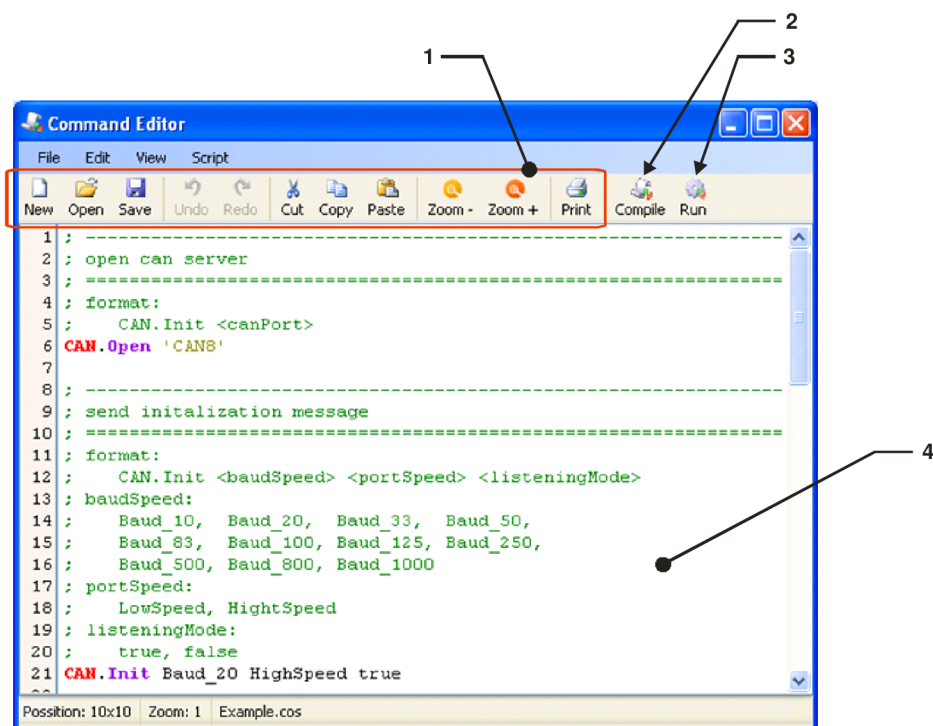 2
1
3
Command Editor
File Edit View Script
New Open Save Undo Redo Cut Copy Paste Zoom - Zoom + Print Compile Run
1 ; ----------------------------------------------------------------
2 ; open can server
3 ; ================================================================
4 ; format:
5 ;    CAN.Init <canPort>
6 CAN.Open 'CAN8'
7
8 ; ----------------------------------------------------------------
9 ; send initalization message
10 ; ================================================================
11 ; format:
12 ;    CAN.Init <baudSpeed> <portSpeed> <listeningMode>
4
13 ; baudSpeed:
14 ;    Baud_10,  Baud_20,  Baud_33,  Baud_50,
15 ;    Baud_83,  Baud_100, Baud_125, Baud_250,
16 ;    Baud_500, Baud_800, Baud_1000
17 ; portSpeed:
18 ;    LowSpeed, HightSpeed
19 ; listeningMode:
20 ;    true, false
21 CAN.Init Baud_20 HighSpeed true
Possition: 10x10 Zoom: 1 Example.cos